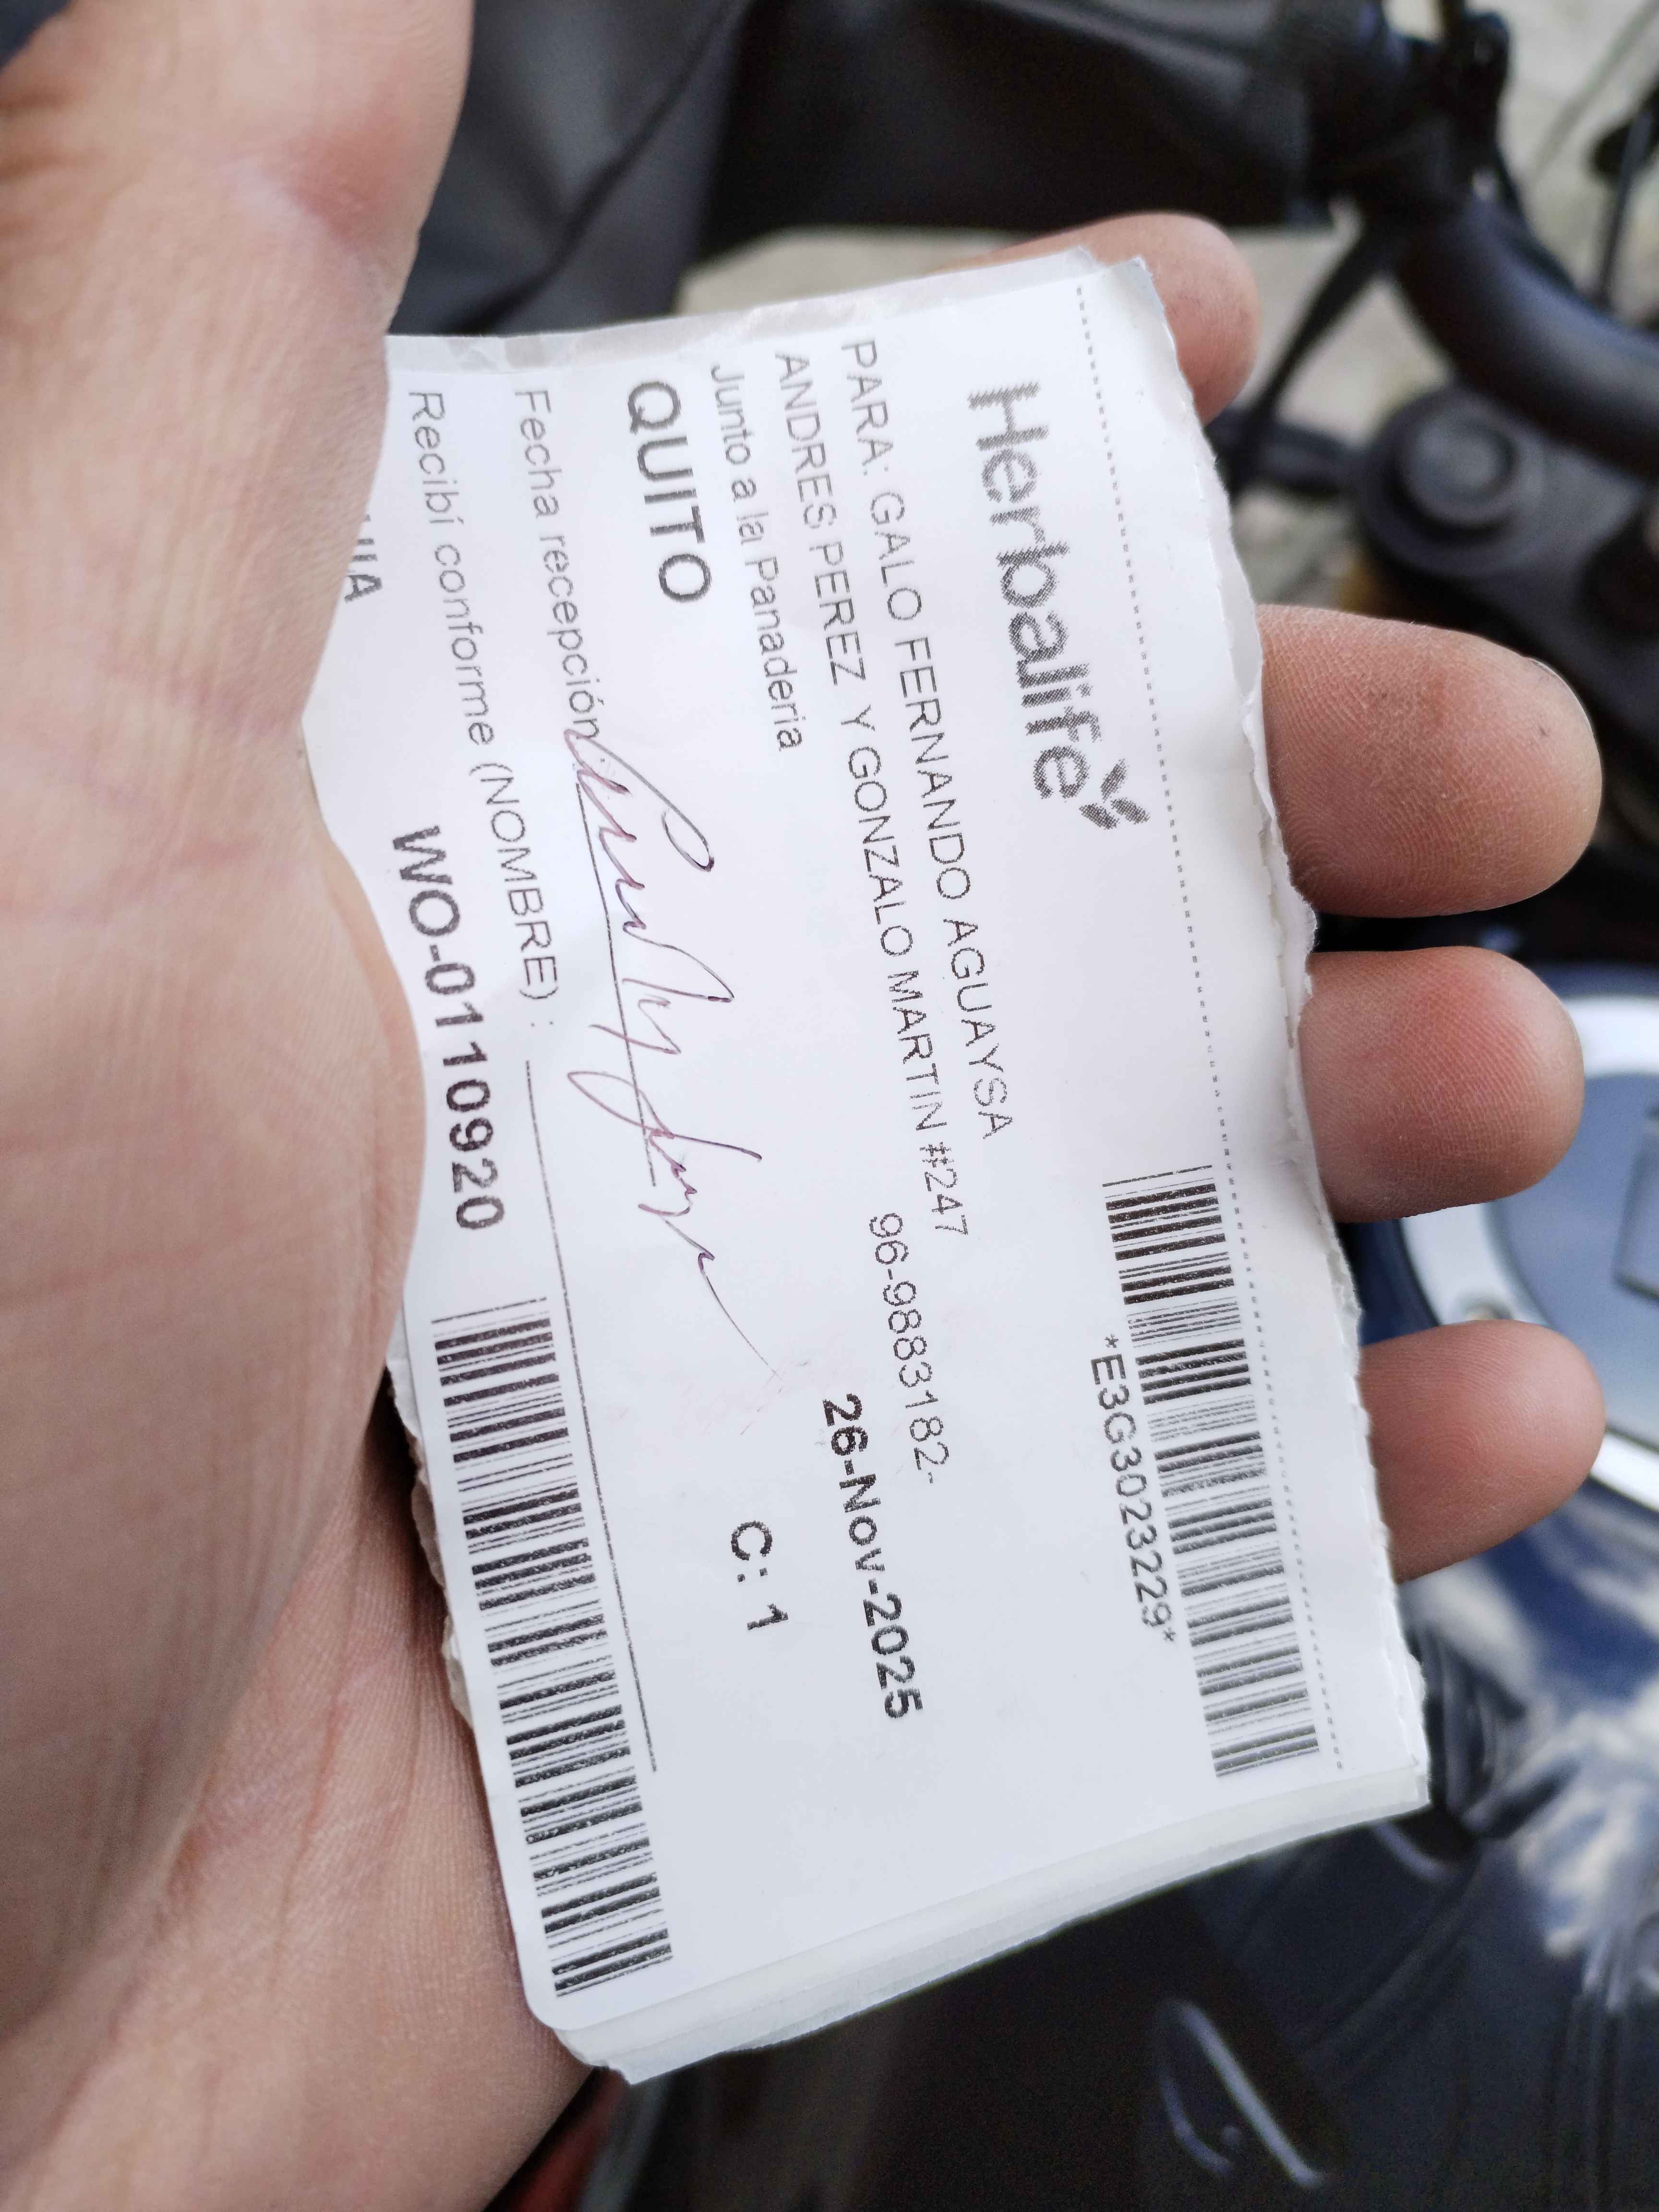 Herbalife
*E3G3023229*
PARA: GALO FERNANDO AGUAYSA
ANDRES PEREZ Y GONZALO MARTIN #247
96-9883182-
Junto a la Panaderia
26-Nov-2025
QUITO
C: 1
Fecha recepción
Recibí conforme (NOMBRE) :
WO-01110920